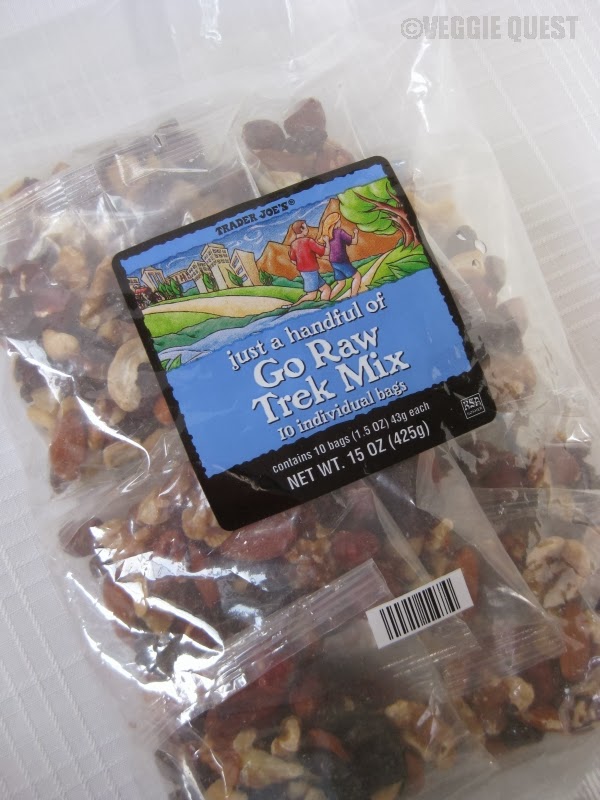 ©VEGGIE QUEST
TRADER JOE'S®
just a handful of
Go Raw
Trek Mix
10 individual bags
contains 10 bags (1.5 OZ) 43g each
NET WT. 15 OZ (425g)
KSA